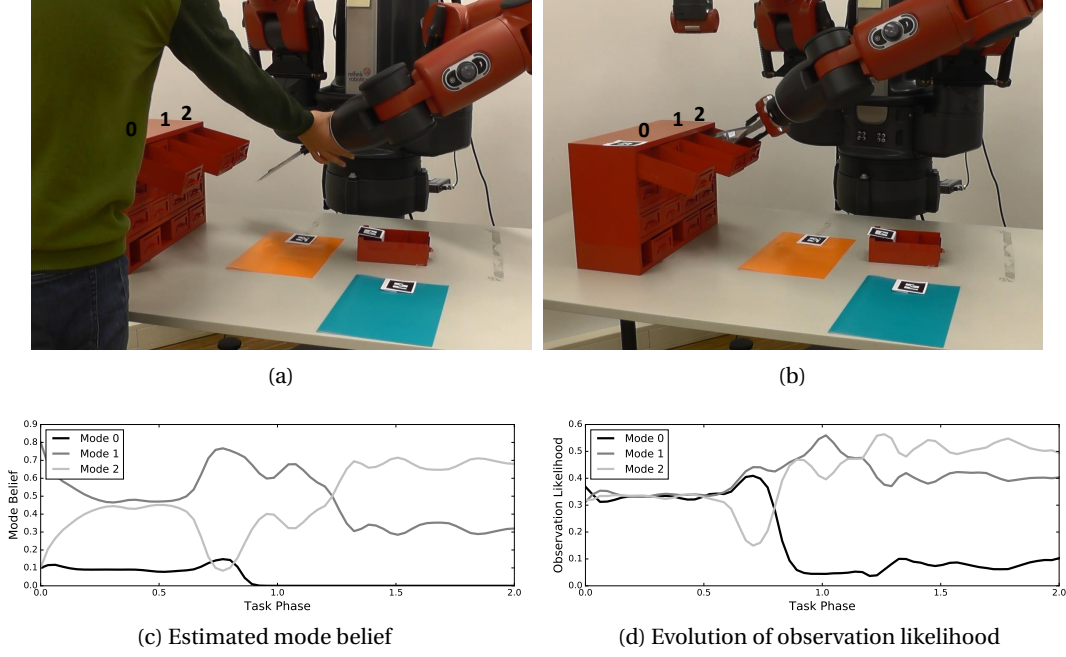 0 1 2
rethink
robotics
0 1 2
(a)
(b)
0.9
0.8
0.7
0.6
0.5
0.4
0.3
0.2
0.1
0.0
Mode Belief
Mode 0
Mode 1
Mode 2
0.0 0.5 1.0 1.5 2.0
Task Phase
(c) Estimated mode belief
0.6
0.5
0.4
0.3
0.2
0.1
0.0
Observation Likelihood
Mode 0
Mode 1
Mode 2
0.0 0.5 1.0 1.5 2.0
Task Phase
(d) Evolution of observation likelihood